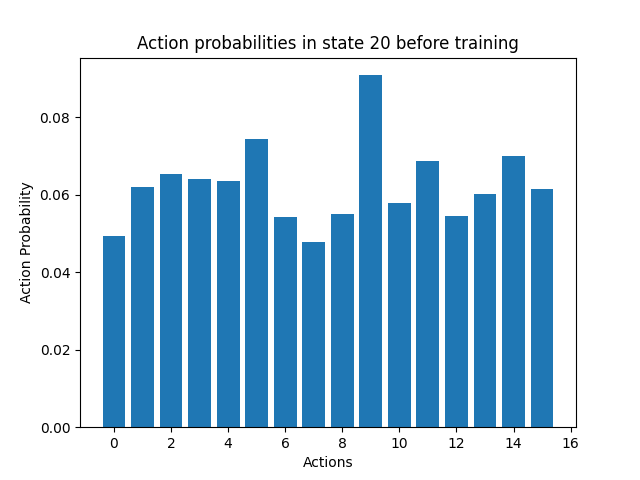 Action probabilities in state 20 before training
0.08
0.06
0.04
0.02
0.00
Action Probability
0 2 4 6 8 10 12 14 16
Actions